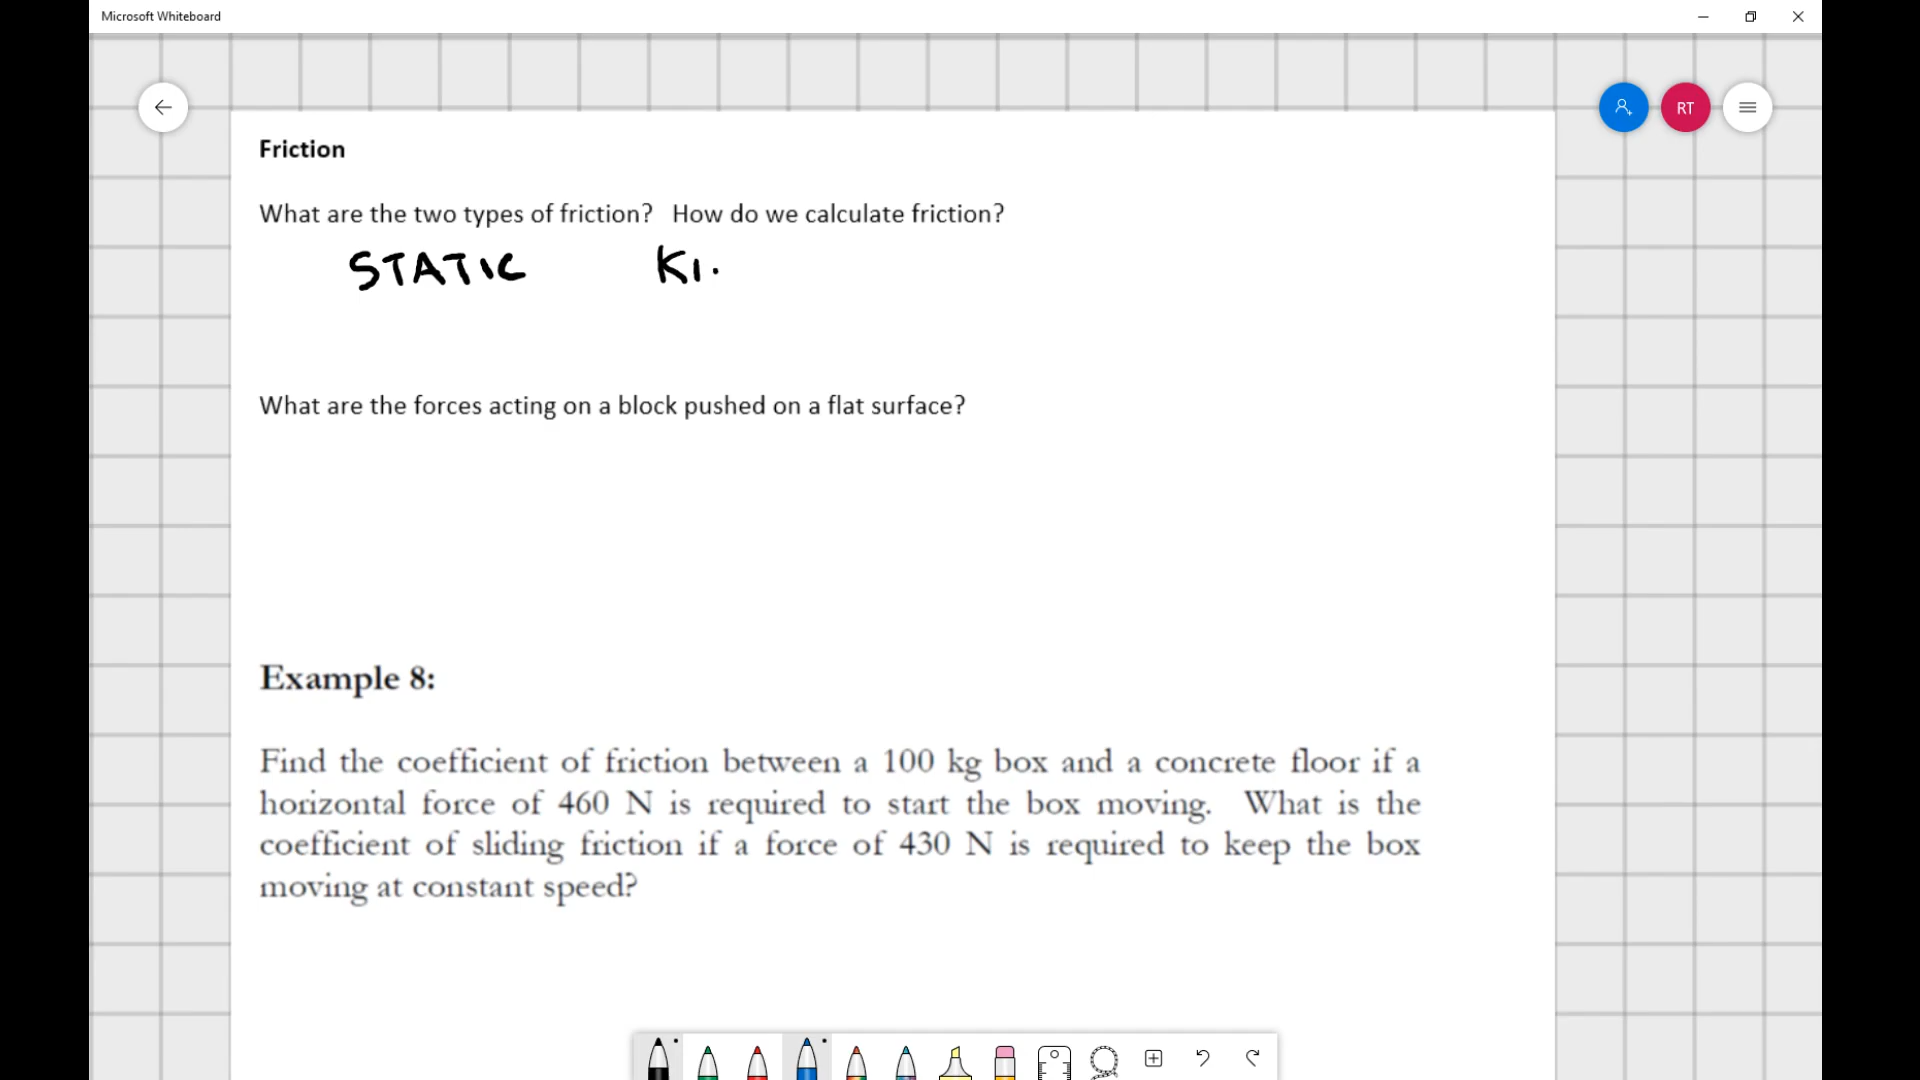 Microsoft Whiteboard
RT
Friction
What are the two types of friction? How do we calculate friction?
STATIC KI.
What are the forces acting on a block pushed on a flat surface?
Example 8:
Find the coefficient of friction between a 100 kg box and a concrete floor if a
horizontal force of 460 N is required to start the box moving. What is the
coefficient of sliding friction if a force of 430 N is required to keep the box
moving at constant speed?